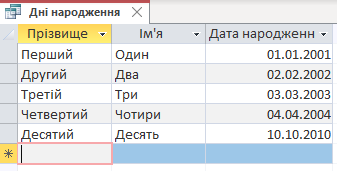 Дні народження
Прізвище Ім'я Дата народженн
Перший Один 01.01.2001
Другий Два 02.02.2002
Третій Три 03.03.2003
Четвертий Чотири 04.04.2004
Десятий Десять 10.10.2010